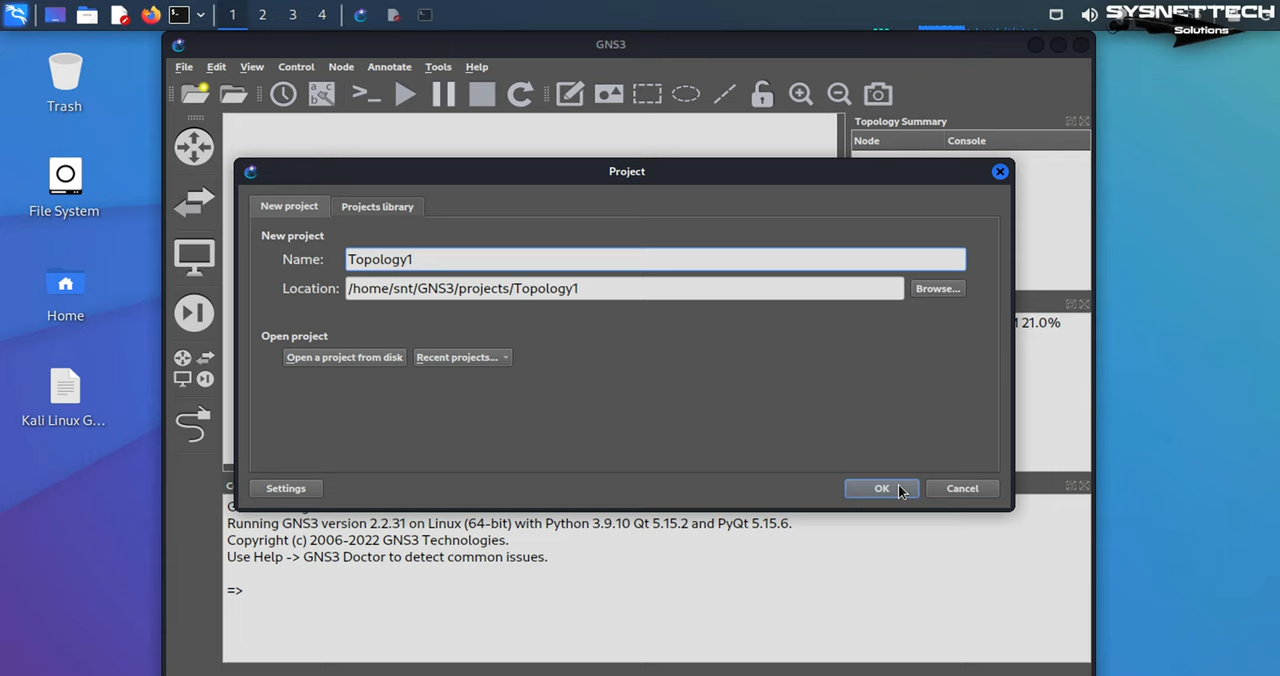 1 2 3 4
SYSNETTECH
Solutions
Trash
File System
Home
Kali Linux G...
GNS3
File Edit View Control Node Annotate Tools Help
Topology Summary
Node Console
Project
New project Projects library
New project
Name: Topology1
Location: /home/snt/GNS3/projects/Topology1 Browse...
Open project
Open a project from disk Recent projects...
21.0%
Settings OK Cancel
Running GNS3 version 2.2.31 on Linux (64-bit) with Python 3.9.10 Qt 5.15.2 and PyQt 5.15.6.
Copyright (c) 2006-2022 GNS3 Technologies.
Use Help -> GNS3 Doctor to detect common issues.
=>